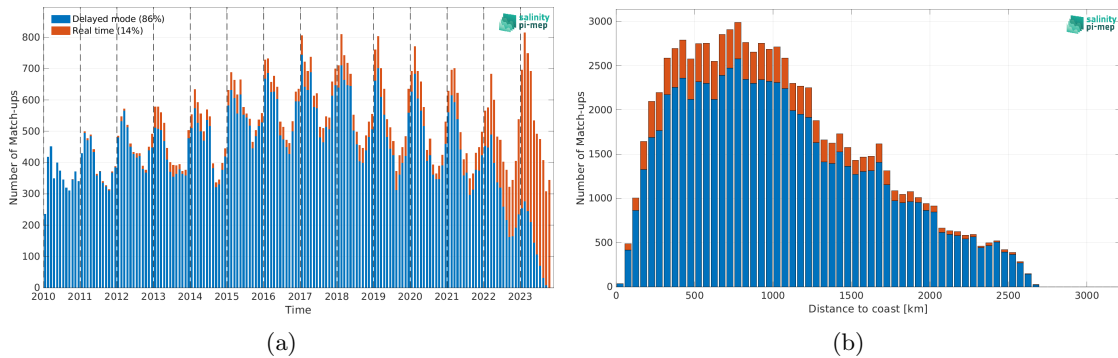 Delayed mode (86%)
Real time (14%)
salinity
pi-mep
Number of Match-ups
800
700
600
500
400
300
200
100
0
2010 2011 2012 2013 2014 2015 2016 2017 2018 2019 2020 2021 2022 2023
Time
(a)
salinity
pi-mep
Number of Match-ups
3000
2500
2000
1500
1000
500
0
0 500 1000 1500 2000 2500 3000
Distance to coast [km]
(b)